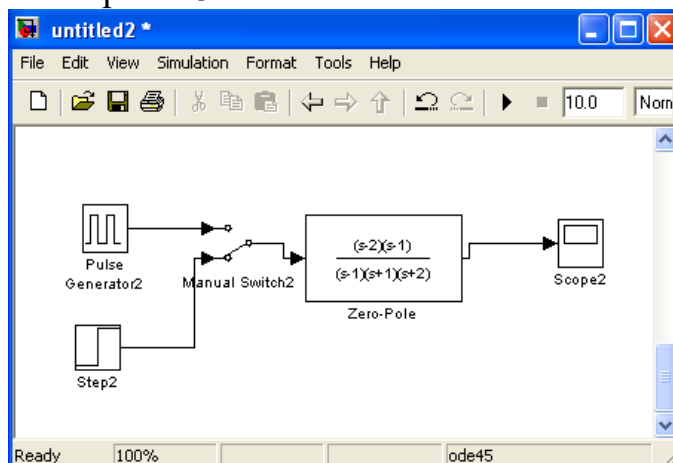 untitled2 *
File Edit View Simulation Format Tools Help
10.0
Pulse
Generator2
Manual Switch2
(s-2)(s-1)
(s-1)(s+1)(s+2)
Zero-Pole
Scope2
Step2
Ready 100% ode45